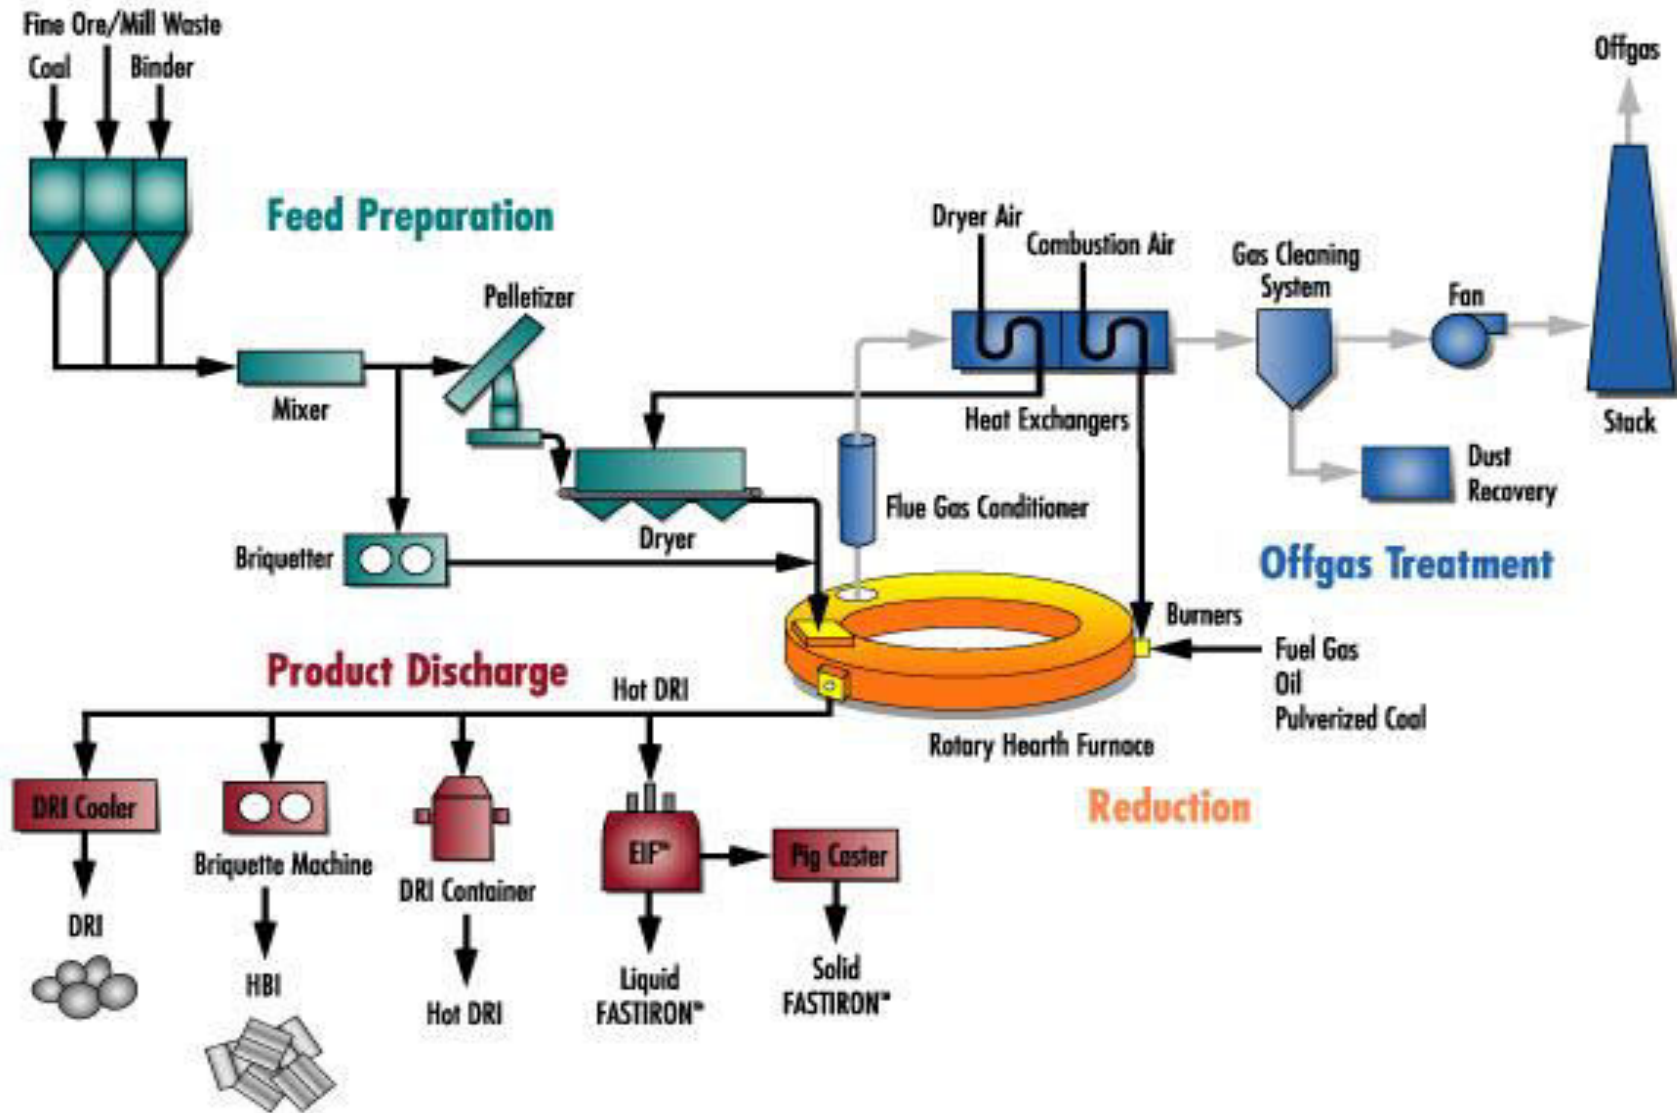 Fine Ore/Mill Waste
Coal
Binder
Feed Preparation
Pelletizer
Mixer
Briquetter
Dryer
Dryer Air
Combustion Air
Heat Exchangers
Flue Gas Conditioner
Gas Cleaning
System
Fan
Offgas
Stack
Dust
Recovery
Offgas Treatment
Burners
Fuel Gas
Oil
Pulverized Coal
Rotary Hearth Furnace
Reduction
Product Discharge
Hot DRI
DRI Cooler
DRI
Briquette Machine
HBI
DRI Container
Hot DRI
EIF™
Liquid
FASTIRON™
Pig Caster
Solid
FASTIRON™